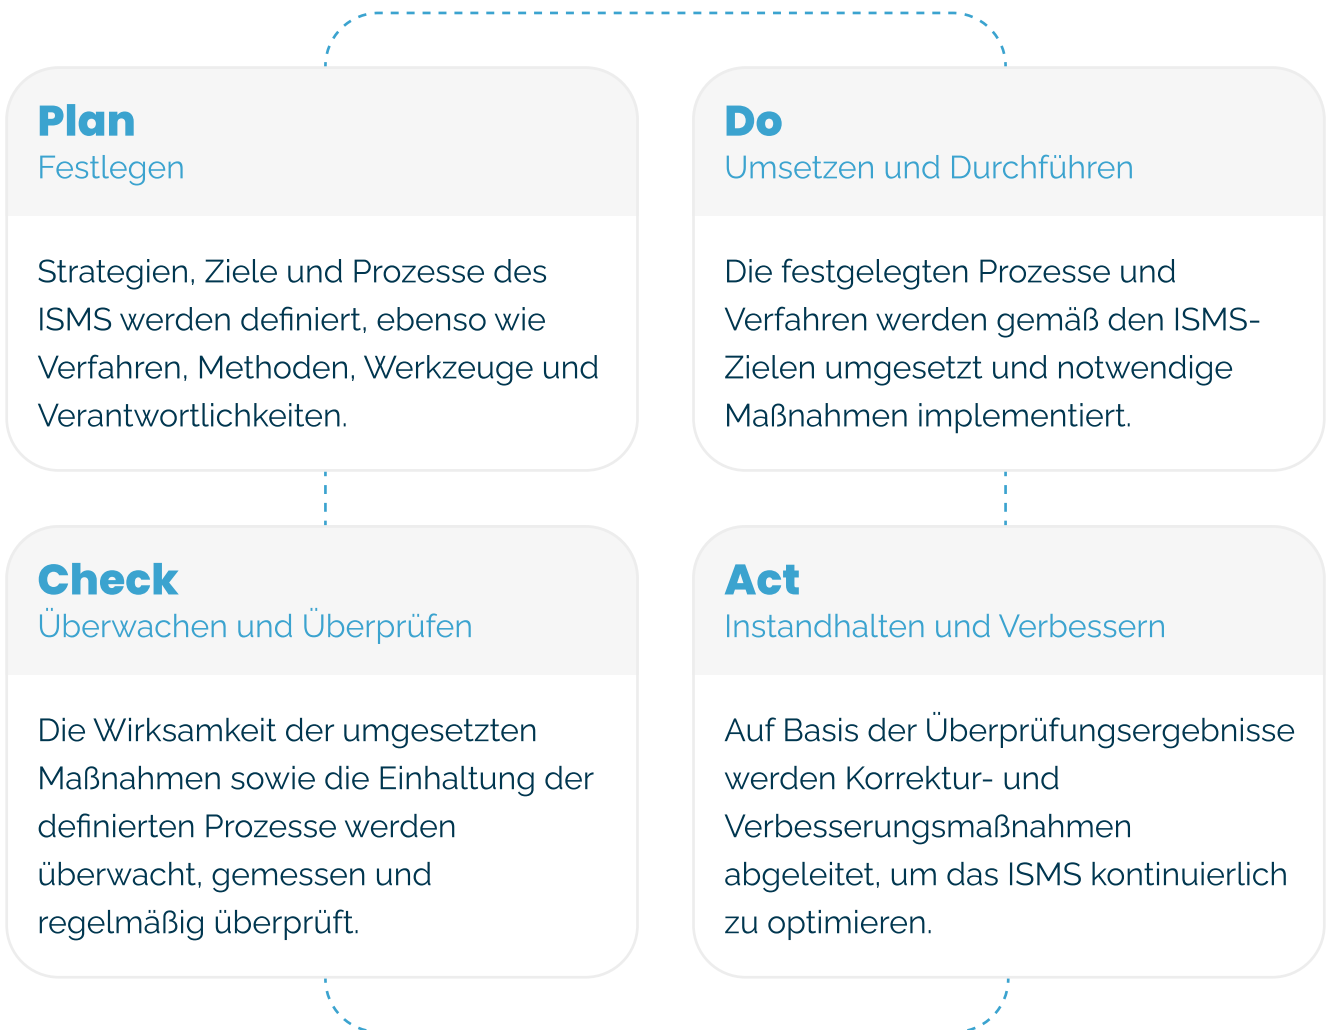 Plan
Festlegen
Strategien, Ziele und Prozesse des
ISMS werden definiert, ebenso wie
Verfahren, Methoden, Werkzeuge und
Verantwortlichkeiten.
Do
Umsetzen und Durchführen
Die festgelegten Prozesse und
Verfahren werden gemäß den ISMS-
Zielen umgesetzt und notwendige
Maßnahmen implementiert.
Check
Überwachen und Überprüfen
Die Wirksamkeit der umgesetzten
Maßnahmen sowie die Einhaltung der
definierten Prozesse werden
überwacht, gemessen und
regelmäßig überprüft.
Act
Instandhalten und Verbessern
Auf Basis der Überprüfungsergebnisse
werden Korrektur- und
Verbesserungsmaßnahmen
abgeleitet, um das ISMS kontinuierlich
zu optimieren.